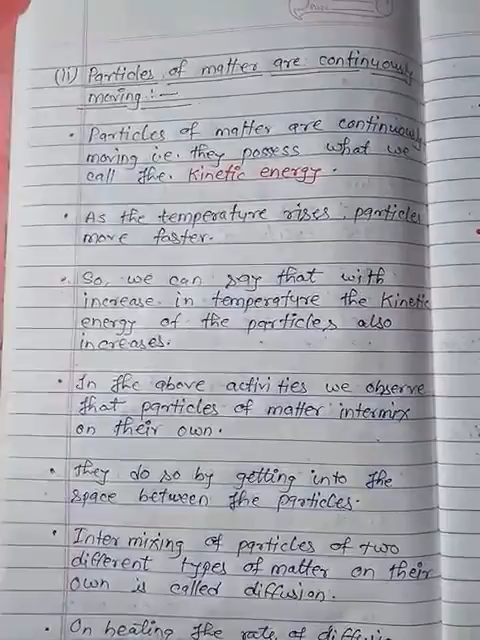 (ii) Particles of matter are continuously
moving :-
• Particles of matter are continuously
moving i.e. they possess what we
call the. Kinetic energy.
• As the temperature rises, particles
move faster.
• So, we can say that with
increase in temperature the Kinetic
energy of the particles also
increases.
• In the above activities we observe
that particles of matter intermix
on their own.
• they do so by getting into the
space between the particles.
• Inter mixing of particles of two
different types of matter on their
own is called diffusion.
• On heating the rate of diffusion